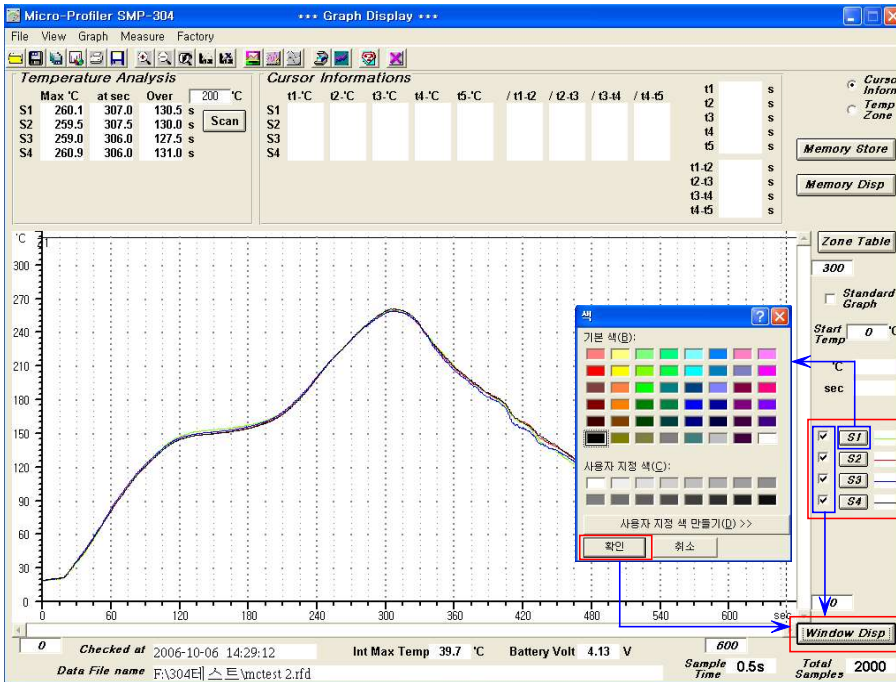 Micro-Profiler SMP-304 *** Graph Display ***
File View Graph Measure Factory
Temperature Analysis
Max 'C at sec Over 200 'C
S1 260.1 307.0 130.5 s
S2 259.5 307.5 130.0 s
S3 259.0 306.0 127.5 s
S4 260.9 306.0 131.0 s
Scan
Cursor Informations
t1-'C t2-'C t3-'C t4-'C t5-'C / t1-t2 / t2-t3 / t3-t4 / t4-t5
S1
S2
S3
S4
t1 s
t2 s
t3 s
t4 s
t5 s
t1-t2 s
t2-t3 s
t3-t4 s
t4-t5 s
Curso
Inform
Temp
Zone
Memory Store
Memory Disp
'C
1
300
270
240
210
180
150
120
90
60
30
0
0 60 120 180 240 300 360 420 480 540 600 sec
Zone Table
300
Standard
Graph
Start
Temp 0 'C
'C
sec
S1
S2
S3
S4
색
기본 색(B):
사용자 지정 색(C):
사용자 지정 색 만들기(D) >>
확인 취소
Window Disp
0 600
Checked at 2006-10-06 14:29:12 Int Max Temp 39.7 'C Battery Volt 4.13 V
Data File name F:\304테스트\mctest 2.rfd
Sample
Time 0.5s
Total
Samples 2000